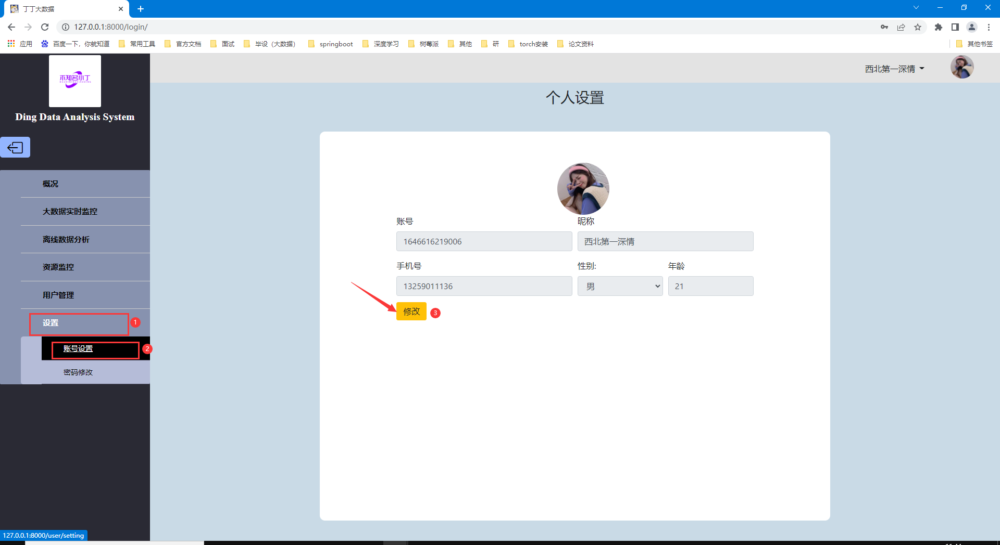 丁丁大数据
127.0.0.1:8000/login/
应用 百度一下，你就知道 常用工具 官方文档 面试 毕设（大数据） springboot 深度学习 树莓派 其他 研 torch安装 论文资料 其他书签
不知名小丁
Ding Data Analysis System
西北第一深情
个人设置
概况
大数据实时监控
离线数据分析
资源监控
用户管理
设置 1
账号设置 2
密码修改
账号 昵称
1646616219006 西北第一深情
手机号 性别: 年龄
13259011136 男 21
修改 3
127.0.0.1:8000/user/setting